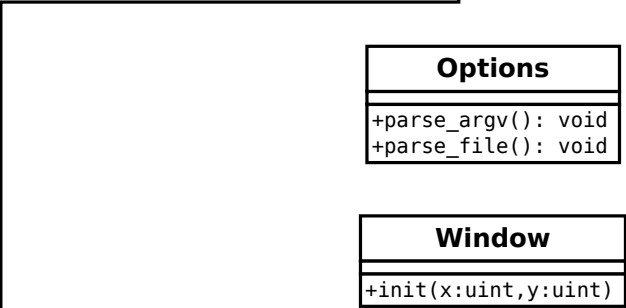 Options
+parse_argv(): void
+parse_file(): void
Window
+init(x:uint,y:uint)